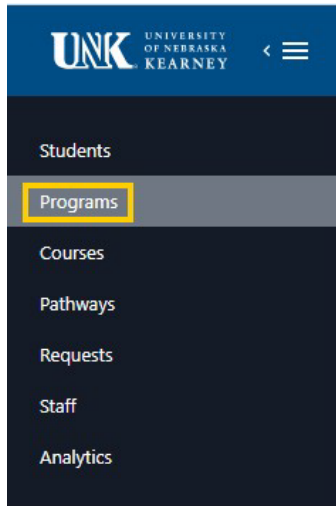 UNK UNIVERSITY
OF NEBRASKA
KEARNEY
Students
Programs
Courses
Pathways
Requests
Staff
Analytics